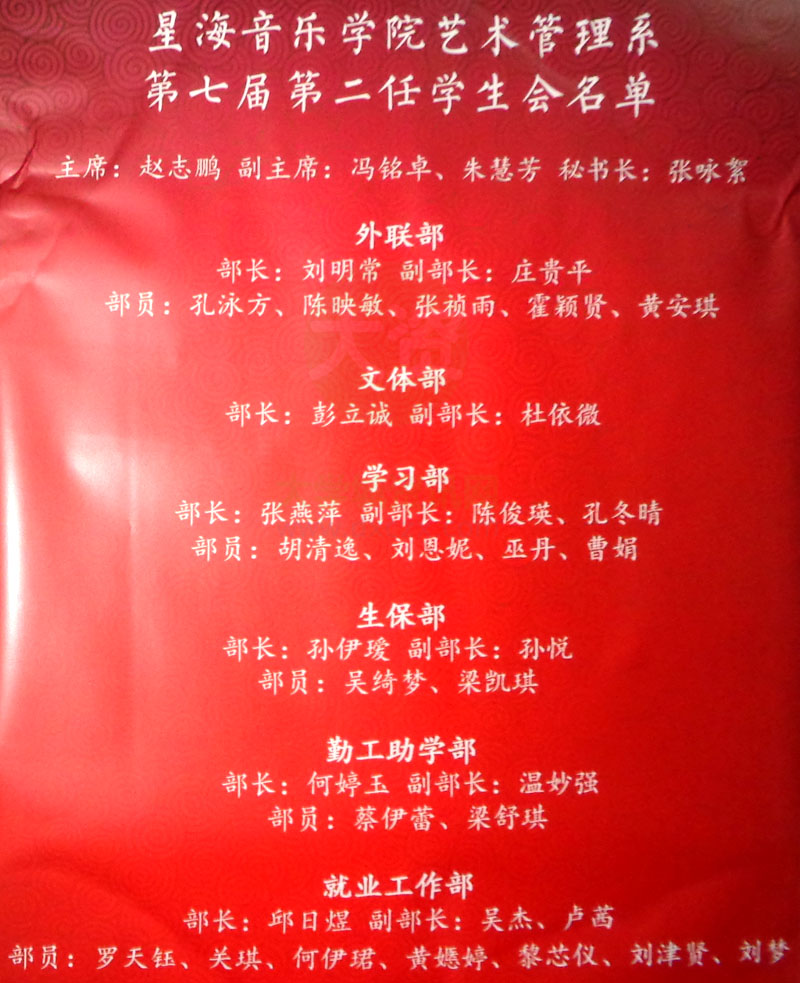 星海音乐学院艺术管理系
第七届第二任学生会名单
主席：赵志鹏 副主席：冯铭卓、朱慧芳 秘书长：张咏絮
外联部
部长：刘明常 副部长：庄贵平
部员：孔泳方、陈映敏、张祯雨、霍颖贤、黄安琪
文体部
部长：彭立诚 副部长：杜依微
学习部
部长：张燕萍 副部长：陈俊瑛、孔冬晴
部员：胡清逸、刘恩妮、巫丹、曹娟
生保部
部长：孙伊瑷 副部长：孙悦
部员：吴绮梦、梁凯琪
勤工助学部
部长：何婷玉 副部长：温妙强
部员：蔡伊蕾、梁舒琪
就业工作部
部长：邱日煜 副部长：吴杰、卢茜
部员：罗天钰、关琪、何伊珺、黄嬺婷、黎芯仪、刘津贤、刘梦